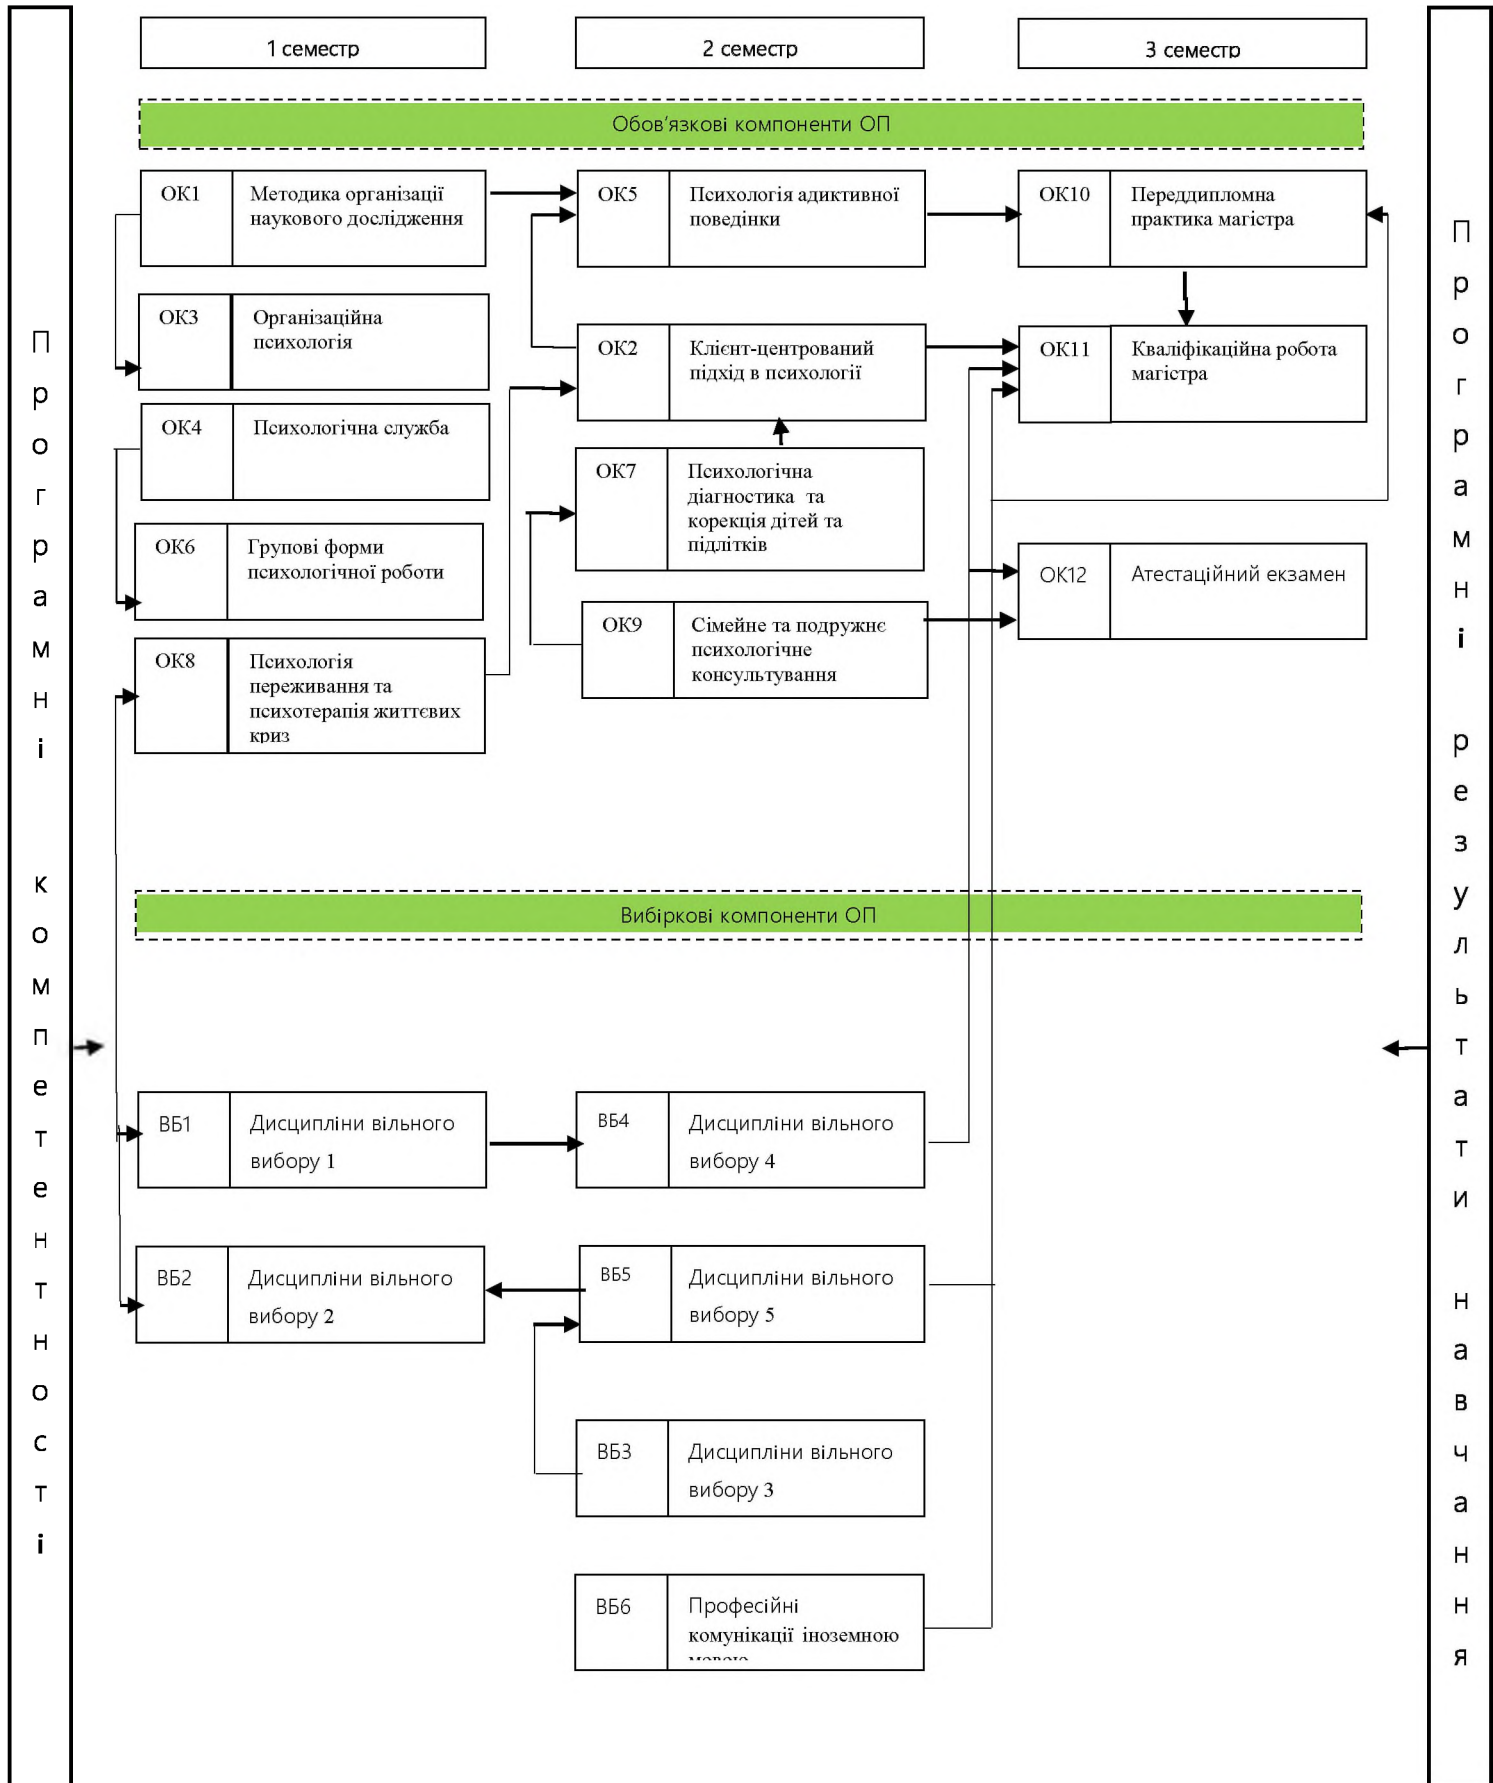 1 семестр
2 семестр
3 семестр
Обов'язкові компоненти ОП
ОК1
Методика організації
наукового дослідження
ОК5
Психологія адиктивної
поведінки
ОК10
Переддипломна
практика магістра
ОК3
Організаційна
психологія
ОК2
Клієнт-центрований
підхід в психології
ОК11
Кваліфікаційна робота
магістра
ОК4
Психологічна служба
ОК7
Психологічна
діагностика та
корекція дітей та
підлітків
ОК6
Групові форми
психологічної роботи
ОК12
Атестаційний екзамен
ОК8
Психологія
переживання та
психотерапія життєвих
криз
ОК9
Сімейне та подружнє
психологічне
консультування
Вибіркові компоненти ОП
ВБ1
Дисципліни вільного
вибору 1
ВБ4
Дисципліни вільного
вибору 4
ВБ2
Дисципліни вільного
вибору 2
ВБ5
Дисципліни вільного
вибору 5
ВБ3
Дисципліни вільного
вибору 3
ВБ6
Професійні
комунікації іноземною
Програмні компетентності
Програмні результати навчання